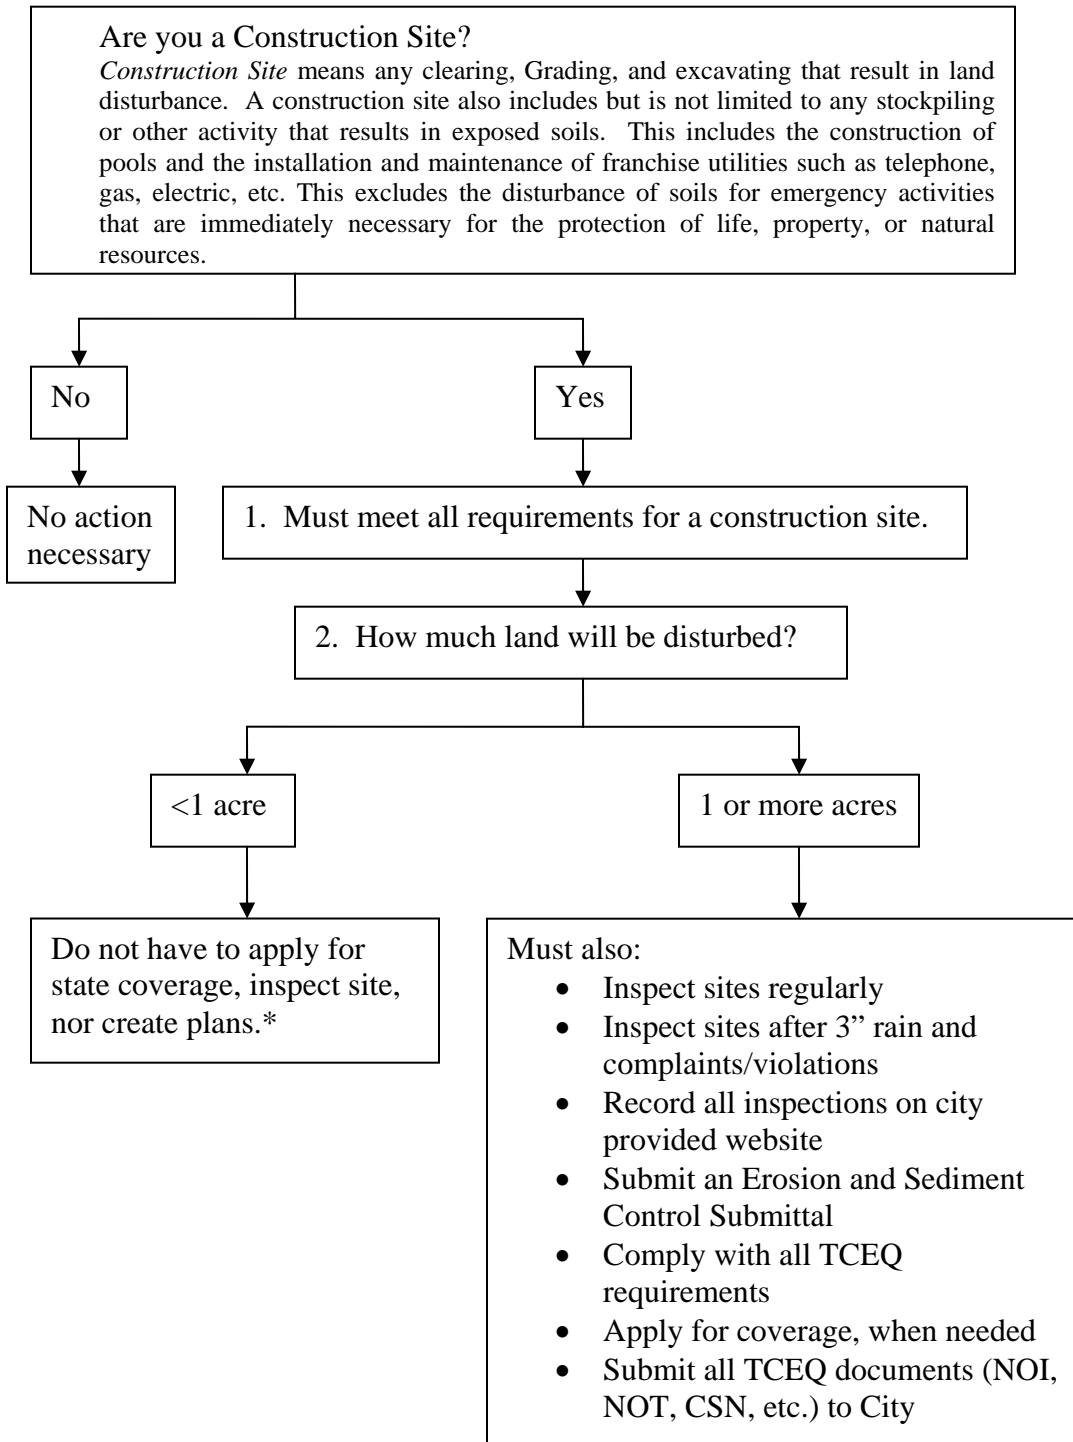 Are you a Construction Site?
Construction Site means any clearing, Grading, and excavating that result in land
disturbance. A construction site also includes but is not limited to any stockpiling
or other activity that results in exposed soils. This includes the construction of
pools and the installation and maintenance of franchise utilities such as telephone,
gas, electric, etc. This excludes the disturbance of soils for emergency activities
that are immediately necessary for the protection of life, property, or natural
resources.
No
Yes
No action
necessary
1. Must meet all requirements for a construction site.
2. How much land will be disturbed?
<1 acre
1 or more acres
Do not have to apply for
state coverage, inspect site,
nor create plans.*
Must also:
• Inspect sites regularly
• Inspect sites after 3” rain and
complaints/violations
• Record all inspections on city
provided website
• Submit an Erosion and Sediment
Control Submittal
• Comply with all TCEQ
requirements
• Apply for coverage, when needed
• Submit all TCEQ documents (NOI,
NOT, CSN, etc.) to City